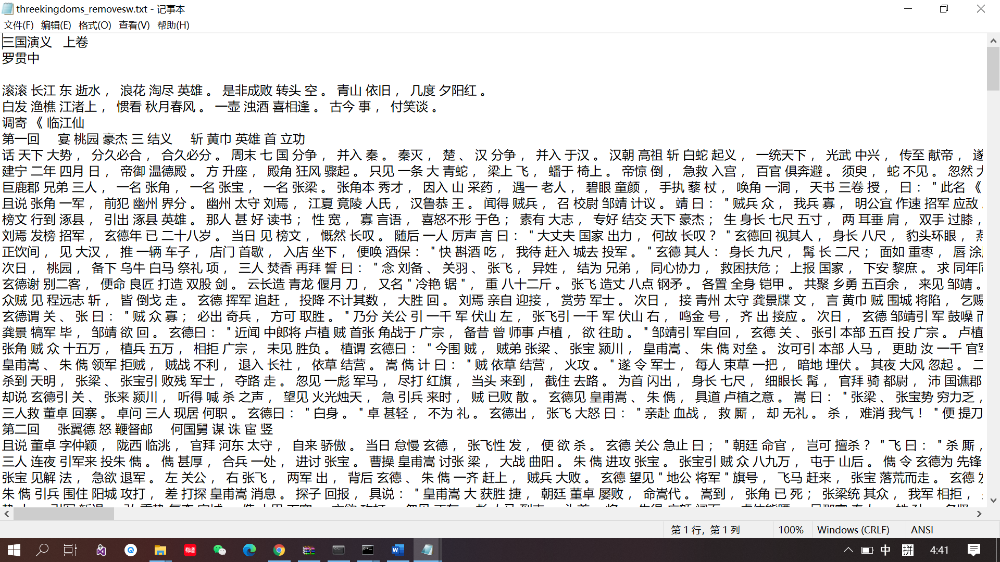 threekingdoms_removesw.txt - 记事本
文件(F) 编辑(E) 格式(O) 查看(V) 帮助(H)
三国演义 上卷
罗贯中
滚滚 长江 东 逝水 ， 浪花 淘尽 英雄 。 是非成败 转头 空 。 青山 依旧 ， 几度 夕阳红 。
白发 渔樵 江渚上 ， 惯看 秋月春风 。 一壶 浊酒 喜相逢 。 古今 事 ， 付笑谈 。
调寄 《 临江仙
第一回 宴 桃园 豪杰 三 结义 斩 黄巾 英雄 首 立功
话 天下 大势 ， 分久必合 ， 合久必分 。 周末 七 国 分争 ， 并入 秦 。 秦灭 ， 楚 、 汉 分争 ， 并入 于汉 。 汉朝 高祖 斩 白蛇 起义 ， 一统天下 ， 光武 中兴 ， 传至 献帝 ， 遂
建宁 二年 四月 日 ， 帝御 温德殿 。 方 升座 ， 殿角 狂风 骤起 。 只见 一条 大 青蛇 ， 梁上 飞 ， 蟠于 椅上 。 帝惊 倒 ， 急救 入宫 ， 百官 俱奔避 。 须臾 ， 蛇 不见 。 忽然 大
巨鹿郡 兄弟 三人 ， 一名 张角 ， 一名 张宝 ， 一名 张梁 。 张角本 秀才 ， 因入 山 采药 ， 遇一 老人 ， 碧眼 童颜 ， 手执 藜 杖 ， 唤角 一洞 ， 天书 三卷 授 ， 曰 ： " 此名 《
且说 张角 一军 ， 前犯 幽州 界分 。 幽州 太守 刘焉 ， 江夏 竟陵 人氏 ， 汉鲁恭 王 。 闻得 贼兵 ， 召 校尉 邹靖 计议 。 靖 曰 ： " 贼兵 众 ， 我兵 寡 ， 明公宜 作速 招军 应敌
榜文 行到 涿县 ， 引出 涿县 英雄 。 那人 甚 好 读书 ； 性 宽 ， 寡 言语 ， 喜怒不形 于色 ； 素有 大志 ， 专好 结交 天下 豪杰 ； 生 身长 七尺 五寸 ， 两 耳垂 肩 ， 双手 过膝 ，
刘焉 发榜 招军 ， 玄德年 已 二十八岁 。 当日 见 榜文 ， 慨然 长叹 。 随后 一人 厉声 言 曰 ： " 大丈夫 国家 出力 ， 何故 长叹 ？ " 玄德回 视其人 ， 身长 八尺 ， 豹头环眼 ， 燕
正饮间 ， 见 大汉 ， 推 一辆 车子 ， 店门 首歇 ， 入店 坐下 ， 便唤 酒保 ： " 快 斟酒 吃 ， 我待 赶入 城去 投军 。 " 玄德 其人 ： 身长 九尺 ， 髯 长 二尺 ； 面如 重枣 ， 唇 涂
次日 ， 桃园 ， 备下 乌牛 白马 祭礼 项 ， 三人 焚香 再拜 誓 曰 ： " 念 刘备 、 关羽 、 张飞 ， 异姓 ， 结为 兄弟 ， 同心协力 ， 救困扶危 ； 上报 国家 ， 下安 黎庶 。 求 同年同
玄德谢 别二客 ， 便命 良匠 打造 双股 剑 。 云长造 青龙 偃月 刀 ， 又名 " 冷艳 锯 " ， 重 八十二斤 。 张飞 造丈 八点 钢矛 。 各置 全身 铠甲 。 共聚 乡勇 五百余 ， 来见 邹靖 。
众贼 见 程远志 斩 ， 皆 倒戈 走 。 玄德 挥军 追赶 ， 投降 不计其数 ， 大胜 回 。 刘焉 亲自 迎接 ， 赏劳 军士 。 次日 ， 接 青州 太守 龚景牒 文 ， 言 黄巾 贼 围城 将陷 ， 乞赐
玄德谓 关 、 张 曰 ： " 贼 众 寡 ； 必出 奇兵 ， 方可 取胜 。 " 乃分 关公 引 一千 军 伏山 左 ， 张飞引 一千 军 伏山 右 ， 鸣金 号 ， 齐 出 接应 。 次日 ， 玄德 邹靖引 军 鼓噪 而
龚景 犒军 毕 ， 邹靖 欲 回 。 玄德曰 ： " 近闻 中郎将 卢植 贼 首张 角战于 广宗 ， 备昔 曾 师事 卢植 ， 欲 往助 。 " 邹靖引 军自回 ， 玄德 关 、 张引 本部 五百 投 广宗 。 卢植
张角 贼 众 十五万 ， 植兵 五万 ， 相拒 广宗 ， 未见 胜负 。 植谓 玄德曰 ： " 今围 贼 ， 贼弟 张梁 、 张宝 颍川 ， 皇甫嵩 、 朱 儁 对垒 。 汝可引 本部 人马 ， 更助 汝 一千 官军
皇甫嵩 、 朱 儁 领军 拒贼 ， 贼战 不利 ， 退入 长社 ， 依草 结营 。 嵩 儁 计 曰 ： " 贼 依草 结营 ， 火攻 。 " 遂 令 军士 ， 每人 束草 一把 ， 暗地 埋伏 。 其夜 大风 忽起 。 二
杀到 天明 ， 张梁 、 张宝引 败残 军士 ， 夺路 走 。 忽见 一彪 军马 ， 尽打 红旗 ， 当头 来到 ， 截住 去路 。 为首 闪出 ， 身长 七尺 ， 细眼长 髯 ， 官拜 骑 都尉 ， 沛 国谯郡
却说 玄德引 关 、 张来 颍川 ， 听得 喊 杀 之声 ， 望见 火光烛天 ， 急 引兵 来时 ， 贼 已败 散 。 玄德见 皇甫嵩 、 朱 儁 ， 具道 卢植之意 。 嵩 曰 ： " 张梁 、 张宝势 穷力乏 ，
三人救 董卓 回寨 。 卓问 三人 现居 何职 。 玄德曰 ： " 白身 。 " 卓 甚轻 ， 不为 礼 。 玄德出 ， 张飞 大怒 曰 ： " 亲赴 血战 ， 救 厮 ， 却 无礼 。 杀 ， 难消 我气 ！ " 便 提刀
第二回 张翼德 怒 鞭督邮 何国舅 谋 诛 宦 竖
且说 董卓 字仲颖 ， 陇西 临洮 ， 官拜 河东 太守 ， 自来 骄傲 。 当日 怠慢 玄德 ， 张飞性 发 ， 便 欲 杀 。 玄德 关公 急止 曰 ； " 朝廷 命官 ， 岂可 擅杀 ？ " 飞 曰 ： " 杀 厮 ，
三人 连夜 引军来 投朱 儁 。 儁 甚厚 ， 合兵 一处 ， 进讨 张宝 。 曹操 皇甫嵩 讨张 梁 ， 大战 曲阳 。 朱 儁 进攻 张宝 。 张宝引 贼 众 八九万 ， 屯于 山后 。 儁 令 玄德为 先锋
张宝 见解 法 ， 急欲 退军 。 左 关公 ， 右 张飞 ， 两军 出 ， 背后 玄德 、 朱 儁 一齐 赶上 ， 贼兵 大败 。 玄德 望见 " 地公 将军 " 旗号 ， 飞马 赶来 ， 张宝 落荒而走 。 玄德 发
朱 儁 引兵 围住 阳城 攻打 ， 差 打探 皇甫嵩 消息 。 探子 回报 ， 具说 ： " 皇甫嵩 大 获胜 捷 ， 朝廷 董卓 屡败 ， 命嵩代 。 嵩到 ， 张角 已 死 ； 张梁统 其众 ， 我军 相拒 ，
第 1 行，第 1 列 100% Windows (CRLF) ANSI
有道 中 拼 4:41